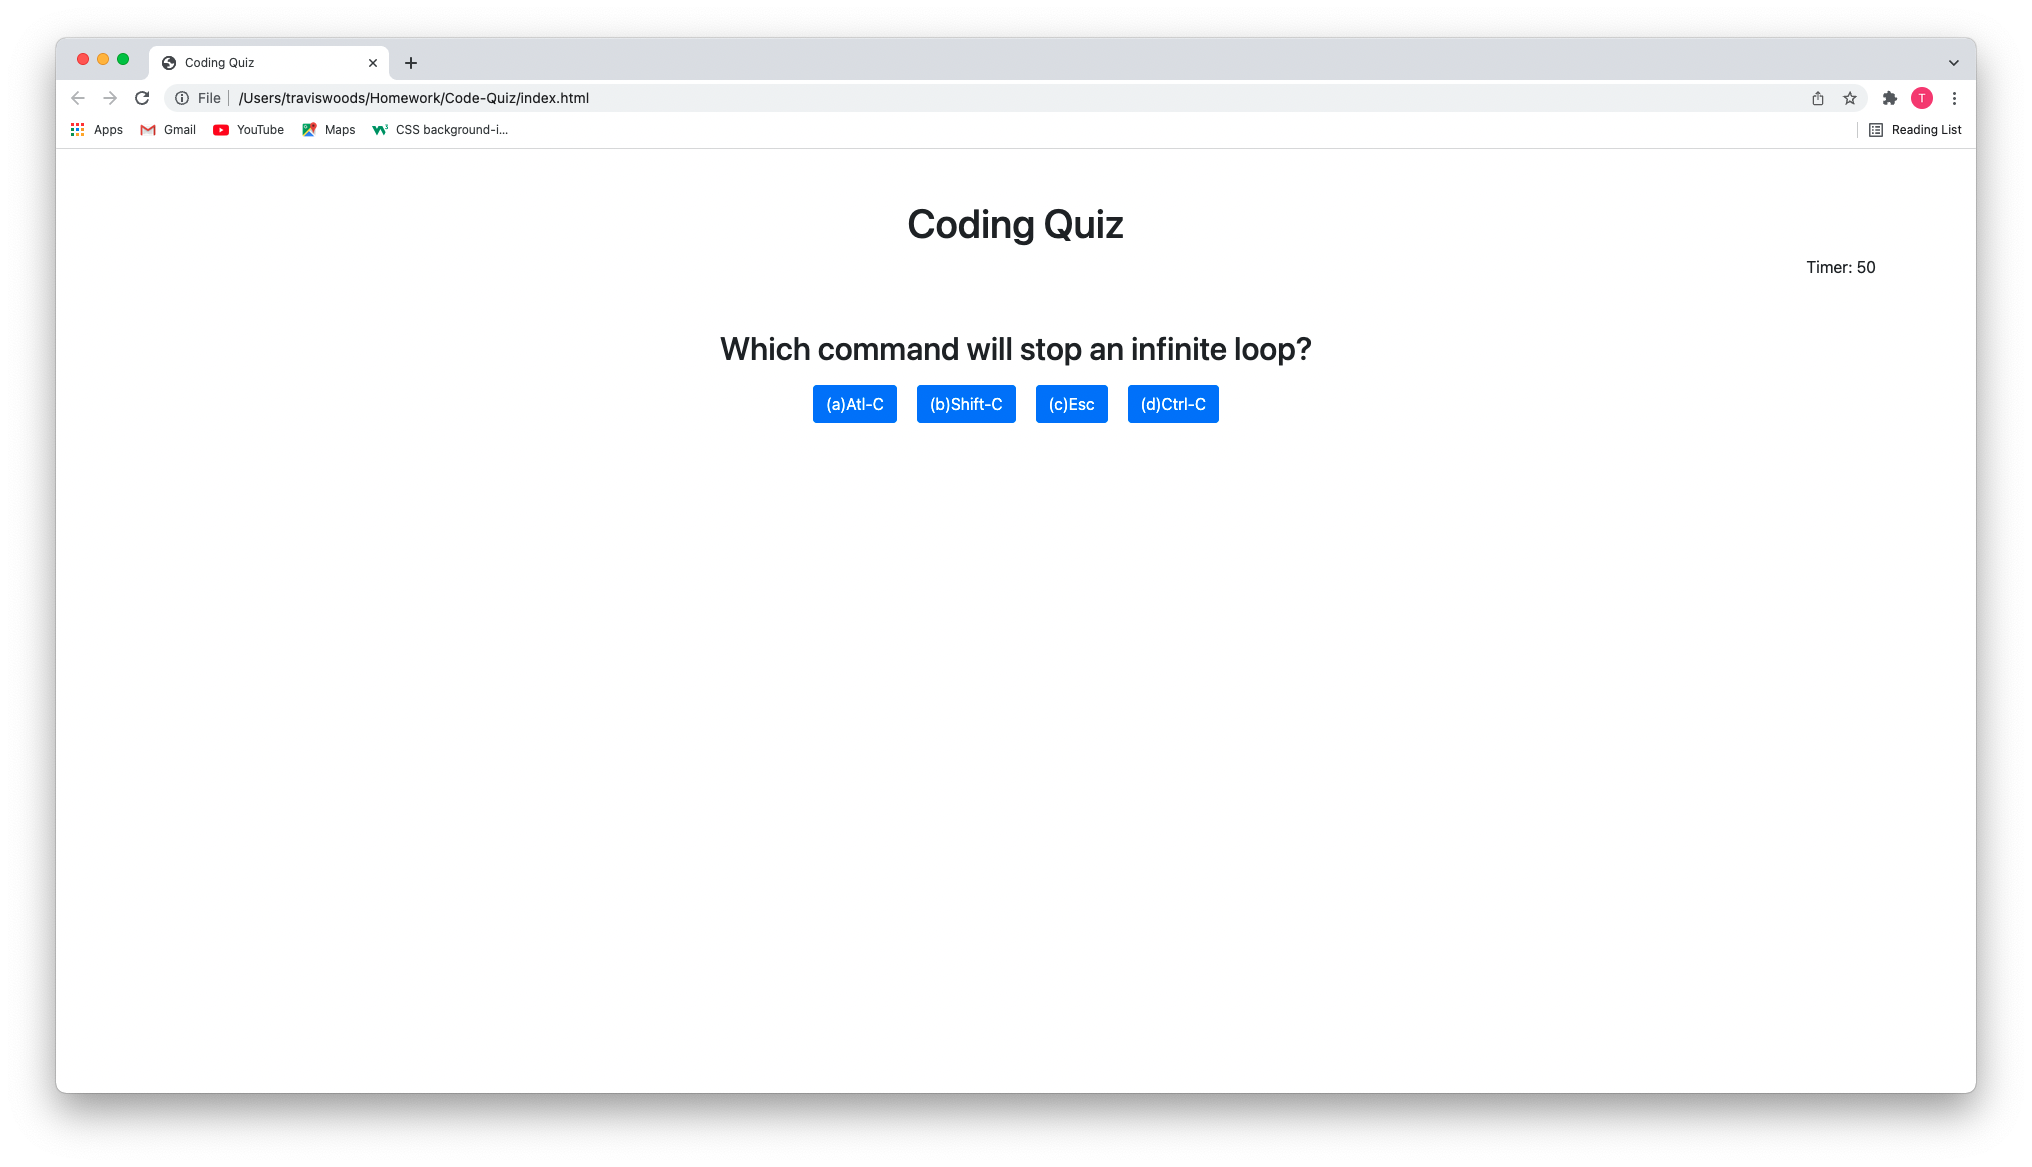 Coding Quiz
File /Users/traviswoods/Homework/Code-Quiz/index.html T
Apps Gmail YouTube Maps CSS background-i... Reading List
Coding Quiz
Timer: 50
Which command will stop an infinite loop?
(a)Atl-C (b)Shift-C (c)Esc (d)Ctrl-C